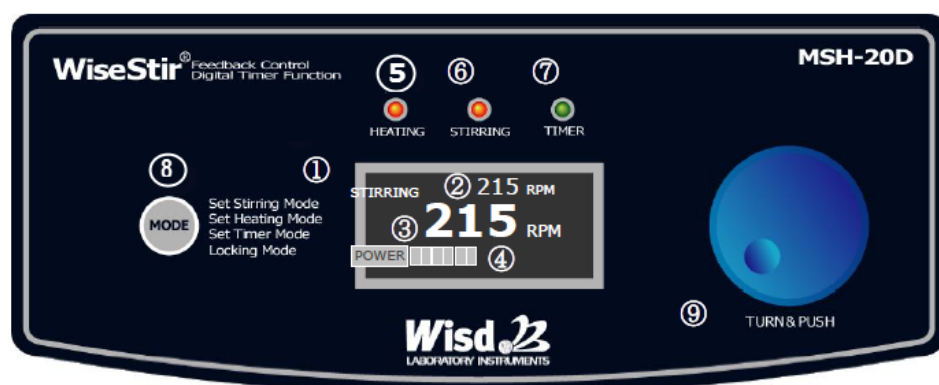 WiseStir® Feedback Control
Digital Timer Function
MSH-20D
⑤ ⑥ ⑦
HEATING STIRRING TIMER
⑧ ①
MODE
Set Stirring Mode
Set Heating Mode
Set Timer Mode
Locking Mode
STIRRING ② 215 RPM
③ 215 RPM
POWER ④
⑨ TURN & PUSH
Wisd
LABORATORY INSTRUMENTS